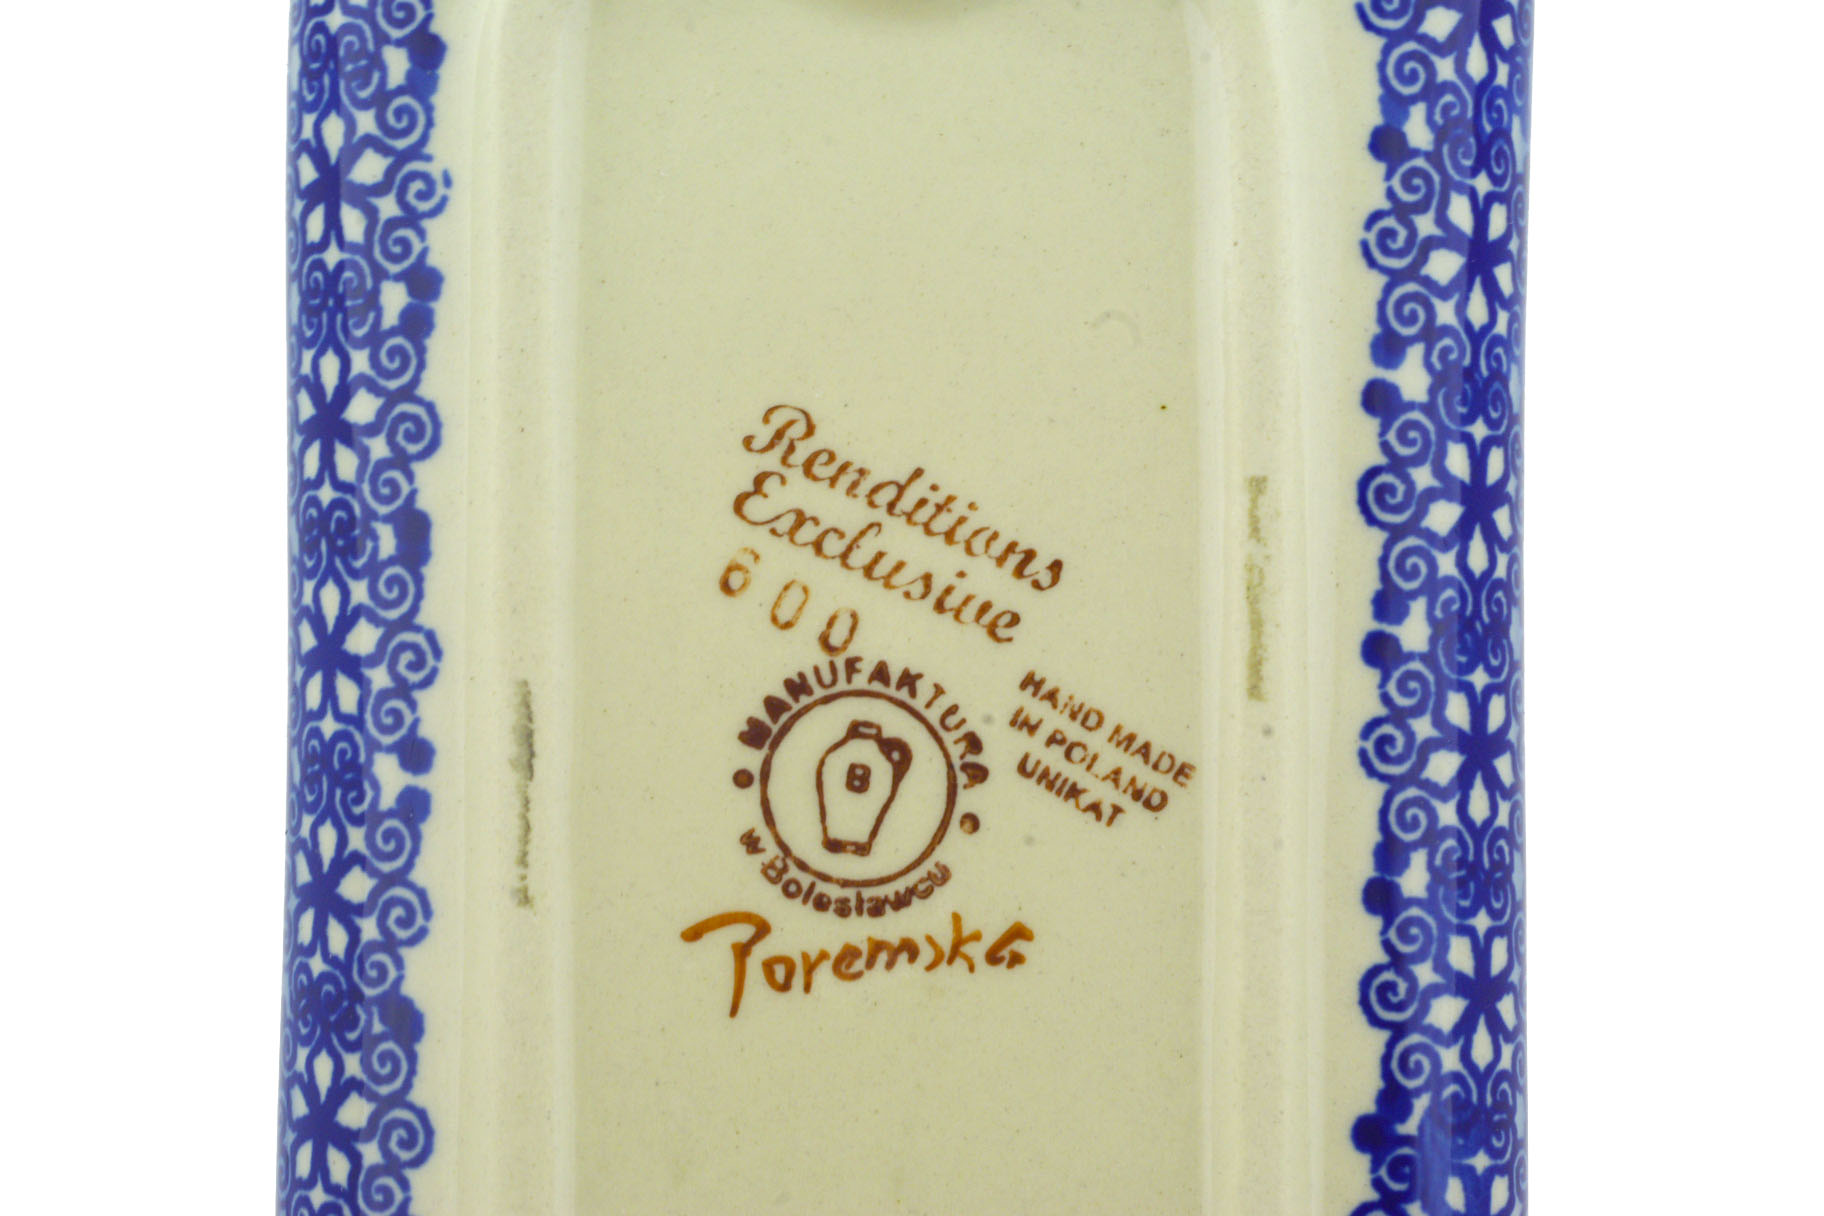 Renditions
Exclusive
600
MANUFAKTURA
B
w Bolesławcu
HAND MADE
IN POLAND
UNIKAT
Poremska